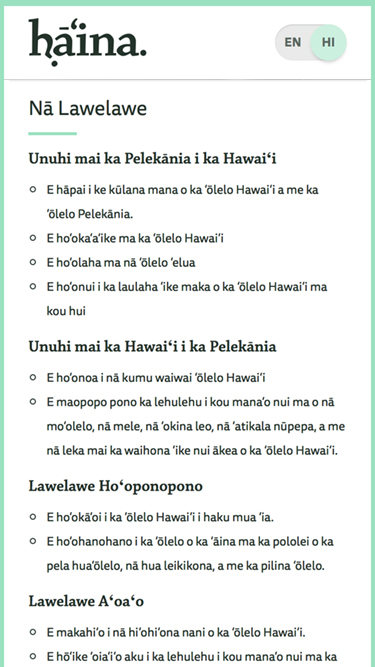 hāʻina.
EN HI
Nā Lawelawe
Unuhi mai ka Pelekānia i ka Hawaiʻi
E hāpai i ke kūlana mana o ka ʻōlelo Hawaiʻi a me ka
ʻōlelo Pelekānia.
E hoʻokaʻaʻike ma ka ʻōlelo Hawaiʻi
E hoʻolaha ma nā ʻōlelo ʻelua
E hoʻonui i ka laulaha ʻike maka o ka ʻōlelo Hawaiʻi ma
kou hui
Unuhi mai ka Hawaiʻi i ka Pelekānia
E hoʻonoa i nā kumu waiwai ʻōlelo Hawaiʻi
E maopopo pono ka lehulehu i kou manaʻo nui ma o nā
moʻolelo, nā mele, nā ʻokina leo, nā ʻatikala nūpepa, a me
nā leka mai ka waihona ʻike nui ākea o ka ʻōlelo Hawaiʻi.
Lawelawe Hoʻoponopono
E hoʻokāʻoi i ka ʻōlelo Hawaiʻi i haku mua ʻia.
E hoʻohanohano i ka ʻōlelo o ka ʻāina ma ka pololei o ka
pela huaʻōlelo, nā hua leikikona, a me ka pilina ʻōlelo.
Lawelawe Aʻoaʻo
E makahiʻo i nā hiʻohiʻona nani o ka ʻōlelo Hawaiʻi.
E hōʻike ʻoiaʻiʻo aku i ka lehulehu i kou manaʻo nui ma ka